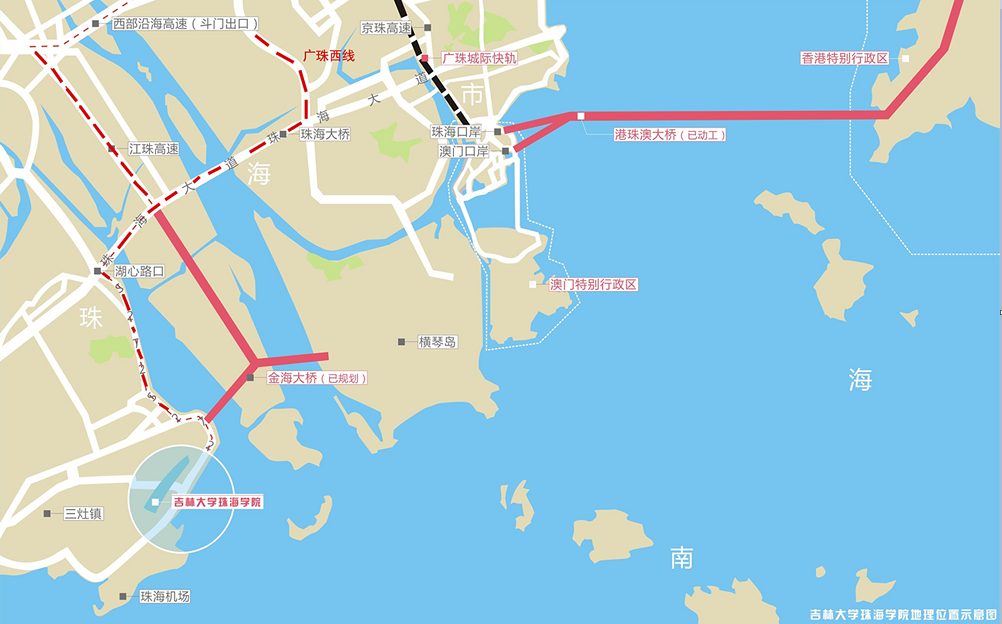 西部沿海高速（斗门出口）
京珠高速
广珠西线
广珠城际快轨
香港特别行政区
市
珠海大道
珠海大桥
珠海口岸
港珠澳大桥（已动工）
江珠高速
澳门口岸
海
珠海大道
湖心路口
澳门特别行政区
珠
横琴岛
金海大桥（已规划）
海
吉林大学珠海学院
三灶镇
南
珠海机场
吉林大学珠海学院地理位置示意图